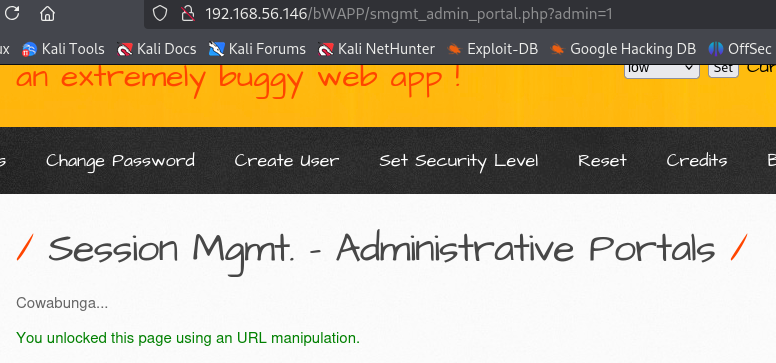 192.168.56.146/bWAPP/smgmt_admin_portal.php?admin=1
Kali Tools Kali Docs Kali Forums Kali NetHunter Exploit-DB Google Hacking DB OffSec
an extremely buggy web app !
low Set
Change Password Create User Set Security Level Reset Credits
/ Session Mgmt. - Administrative Portals /
Cowabunga...
You unlocked this page using an URL manipulation.